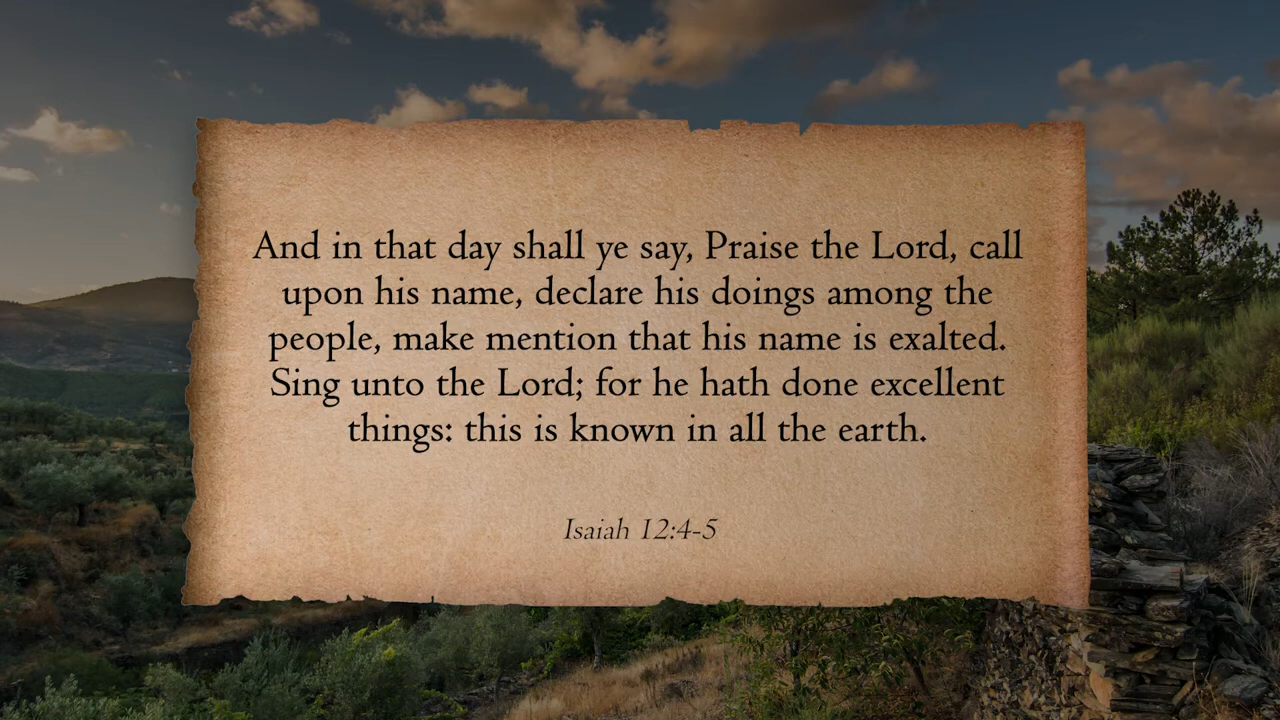 And in that day shall ye say, Praise the Lord, call
upon his name, declare his doings among the
people, make mention that his name is exalted.
Sing unto the Lord; for he hath done excellent
things: this is known in all the earth.
Isaiah 12:4-5